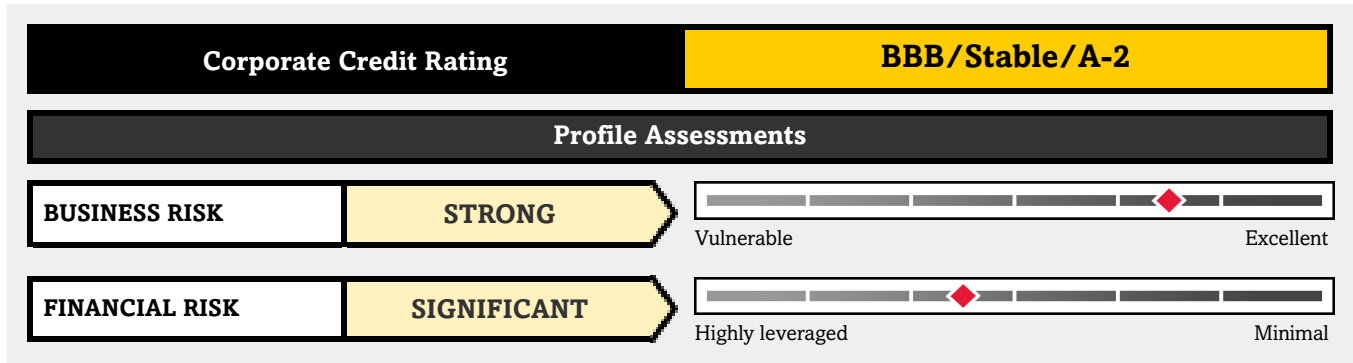 Corporate Credit Rating
BBB/Stable/A-2
Profile Assessments
BUSINESS RISK
STRONG
Vulnerable
Excellent
FINANCIAL RISK
SIGNIFICANT
Highly leveraged
Minimal